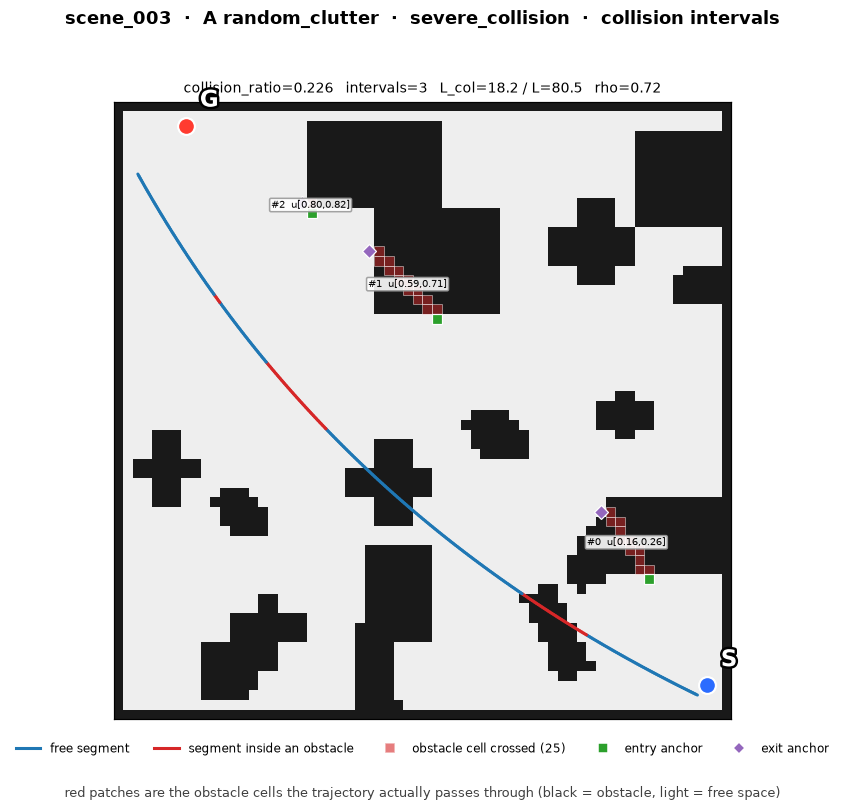 scene_003  ·  A random_clutter  ·  severe_collision  ·  collision intervals
collision_ratio=0.226   intervals=3   L_col=18.2 / L=80.5   rho=0.72
G
#2  u[0.80,0.82]
#1  u[0.59,0.71]
#0  u[0.16,0.26]
S
free segment
segment inside an obstacle
obstacle cell crossed (25)
entry anchor
exit anchor
red patches are the obstacle cells the trajectory actually passes through (black = obstacle, light = free space)